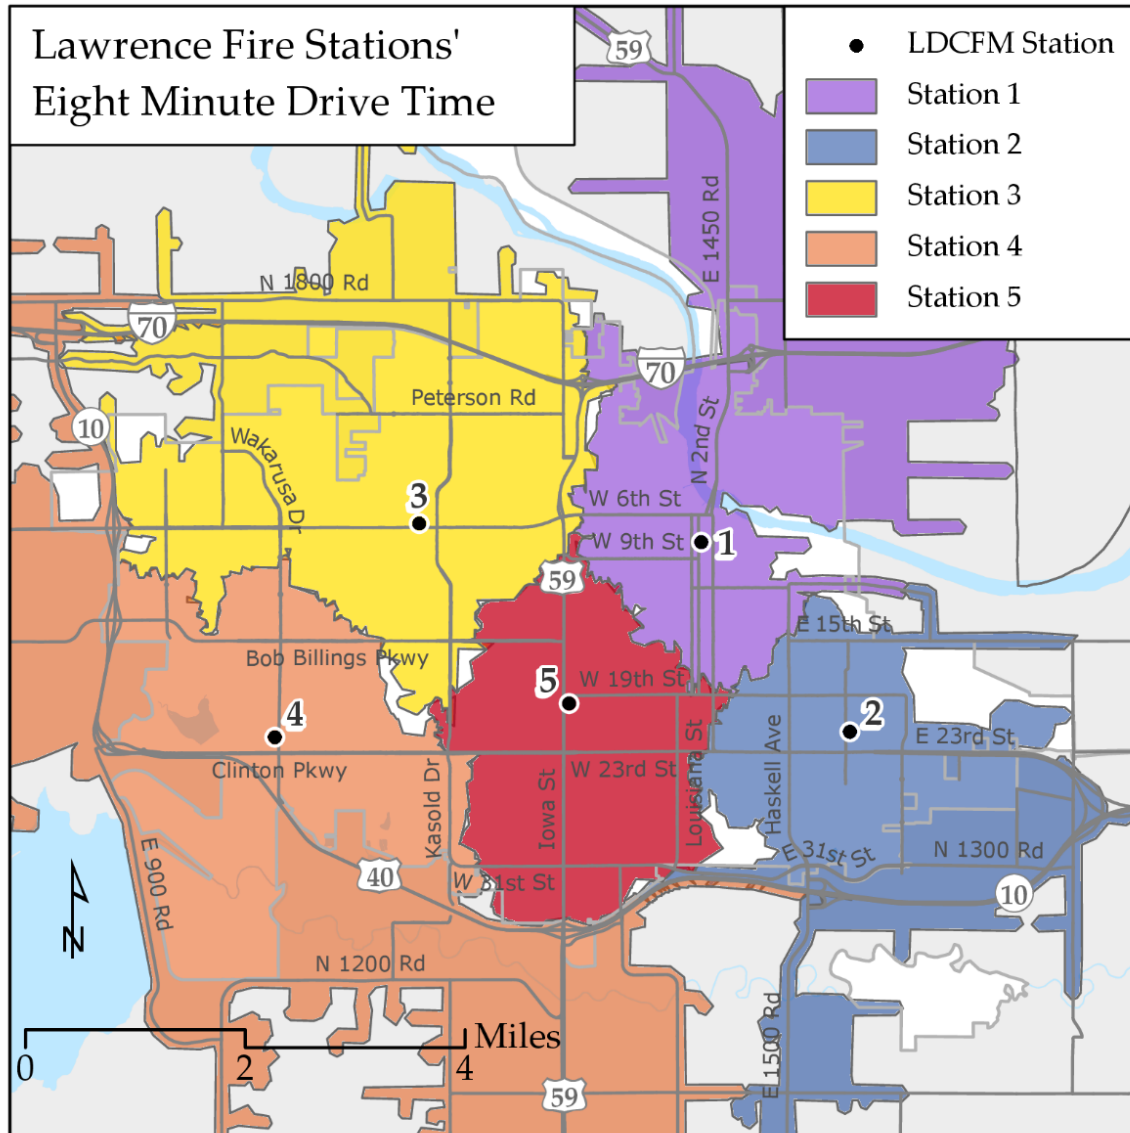 Lawrence Fire Stations'
Eight Minute Drive Time
LDCFM Station
Station 1
Station 2
Station 3
Station 4
Station 5
59
E 1450 Rd
N 1800 Rd
70
70
Peterson Rd
10
Wakarusa Dr
N 2nd St
3
W 6th St
W 9th St
1
59
E 15th St
Bob Billings Pkwy
W 19th St
5
4
2
E 23rd St
Clinton Pkwy
W 23rd St
Kasold Dr
Iowa St
Louisiana St
Haskell Ave
E 900 Rd
40
W 31st St
E 31st St
N 1300 Rd
10
N
N 1200 Rd
E 1500 Rd
Miles
0
2
4
59